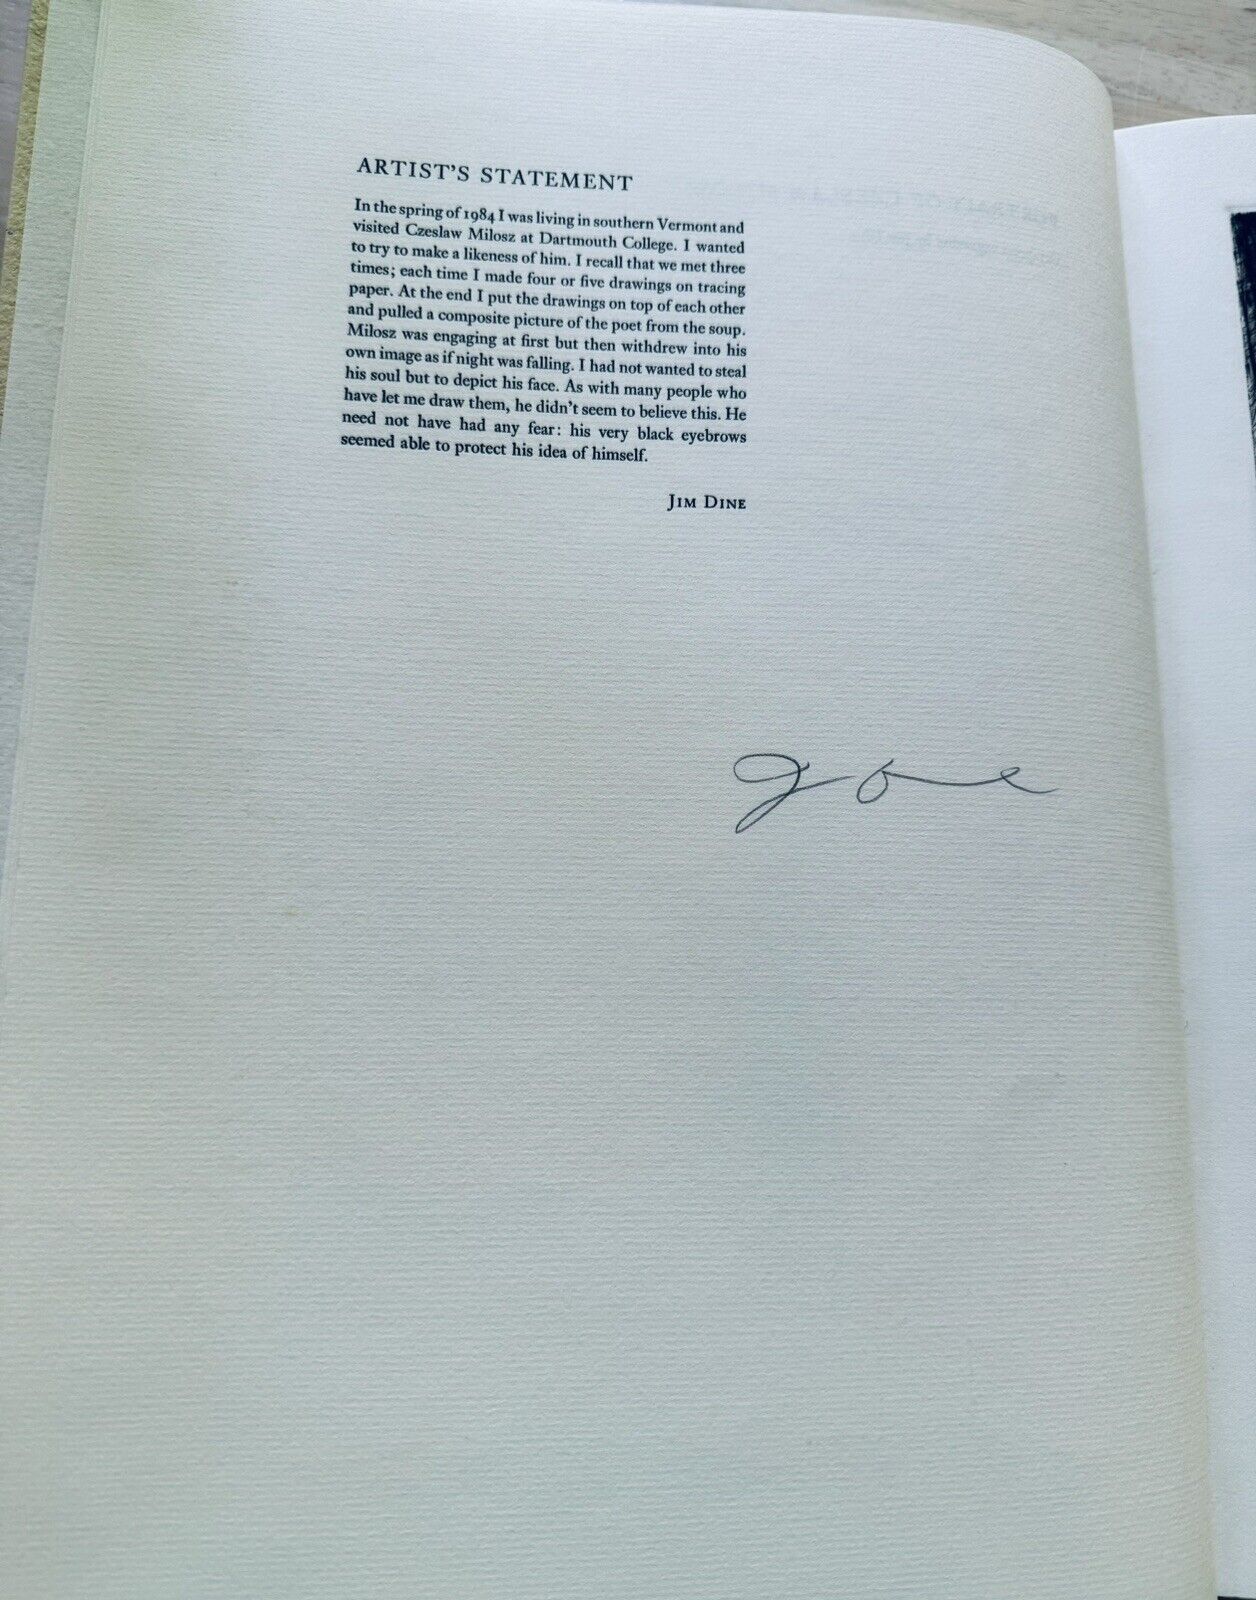 ARTIST'S STATEMENT
In the spring of 1984 I was living in southern Vermont and
visited Czeslaw Milosz at Dartmouth College. I wanted
to try to make a likeness of him. I recall that we met three
times; each time I made four or five drawings on tracing
paper. At the end I put the drawings on top of each other
and pulled a composite picture of the poet from the soup.
Milosz was engaging at first but then withdrew into his
own image as if night was falling. I had not wanted to steal
his soul but to depict his face. As with many people who
have let me draw them, he didn't seem to believe this. He
need not have had any fear: his very black eyebrows
seemed able to protect his idea of himself.
JIM DINE